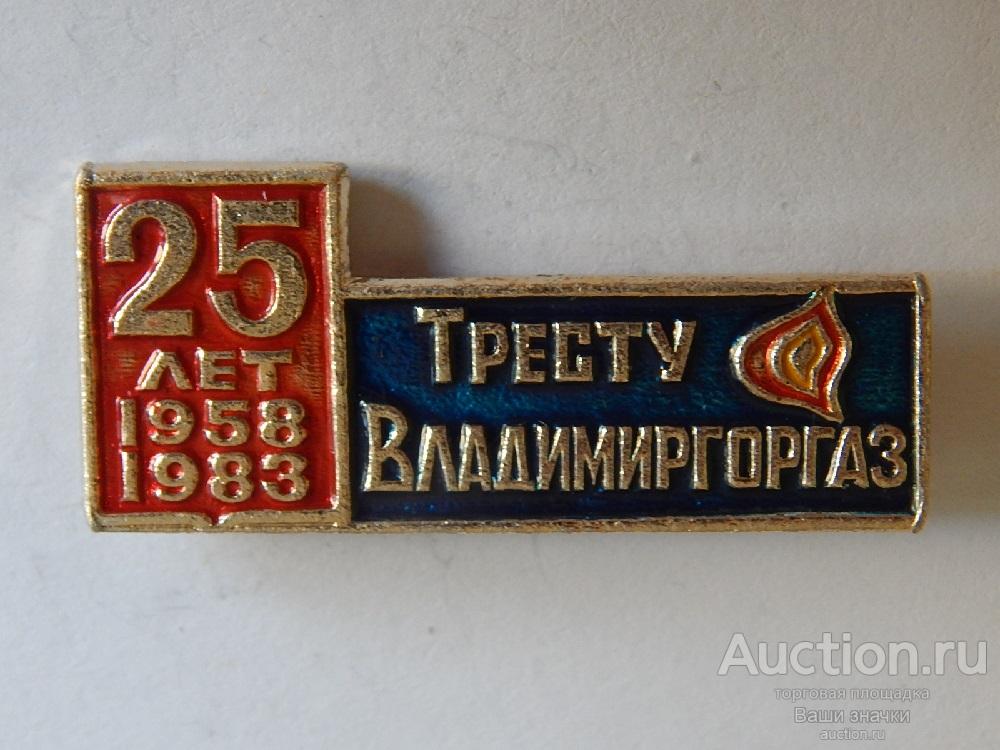 25
ЛЕТ
1958
1983
ТРЕСТУ
ВЛАДИМИРГОРГАЗ
Auction.ru
торговая площадка
Ваши значки
auction.ru